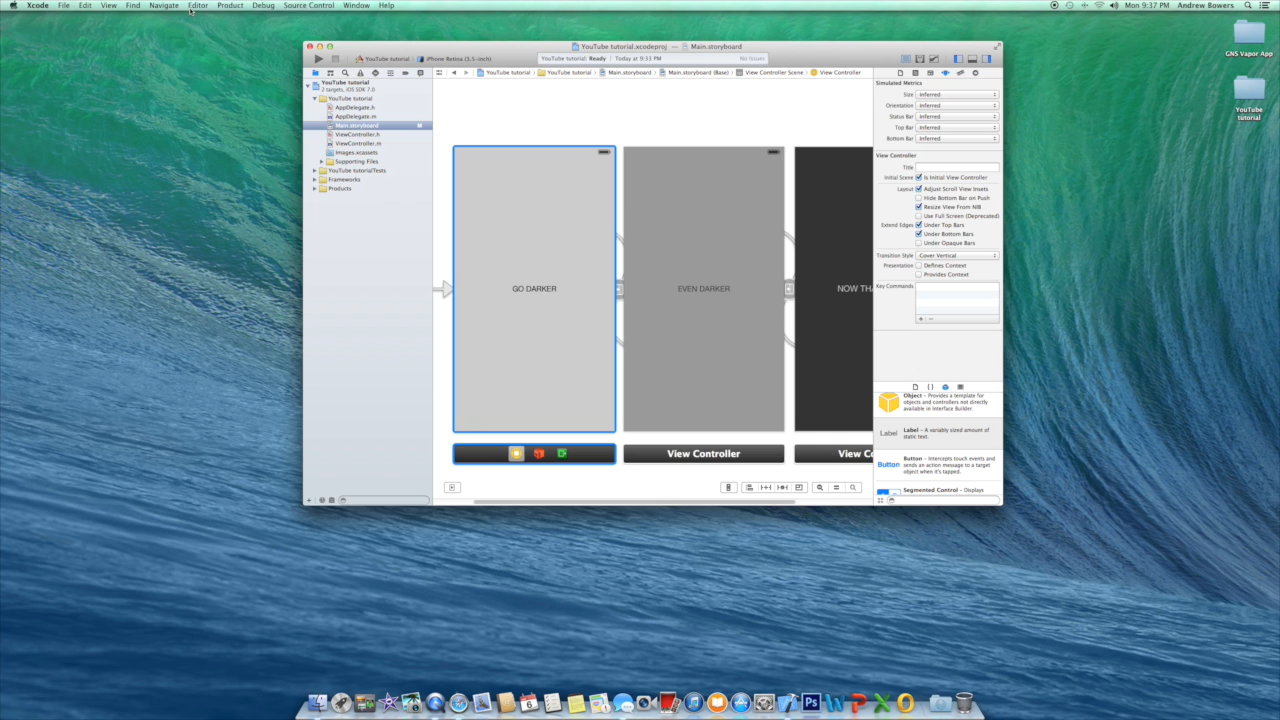 Xcode File Edit View Find Navigate Editor Product Debug Source Control Window Help Mon 9:37 PM Andrew Bowers
YouTube tutorial.xcodeproj — Main.storyboard
YouTube tutorial iPhone Retina (3.5-inch) YouTube tutorial: Ready Today at 9:33 PM No Issues
YouTube tutorial YouTube tutorial Main.storyboard Main.storyboard (Base) View Controller Scene View Controller
YouTube tutorial
2 targets, iOS SDK 7.0
YouTube tutorial
AppDelegate.h
AppDelegate.m
Main.storyboard M
ViewController.h
ViewController.m
Images.xcassets
Supporting Files
YouTube tutorialTests
Frameworks
Products
GO DARKER
EVEN DARKER
NOW THA
View Controller
View Co
Simulated Metrics
Size Inferred
Orientation Inferred
Status Bar Inferred
Top Bar Inferred
Bottom Bar Inferred
View Controller
Title
Initial Scene Is Initial View Controller
Layout Adjust Scroll View Insets
Hide Bottom Bar on Push
Resize View From NIB
Use Full Screen (Deprecated)
Extend Edges Under Top Bars
Under Bottom Bars
Under Opaque Bars
Transition Style Cover Vertical
Presentation Defines Context
Provides Context
Key Commands
Object - Provides a template for
objects and controllers not directly
available in Interface Builder.
Label Label - A variably sized amount of
static text.
Button Button - Intercepts touch events and
sends an action message to a target
object when it's tapped.
Segmented Control - Displays
GNS Vapor App
YouTube
tutorial
6